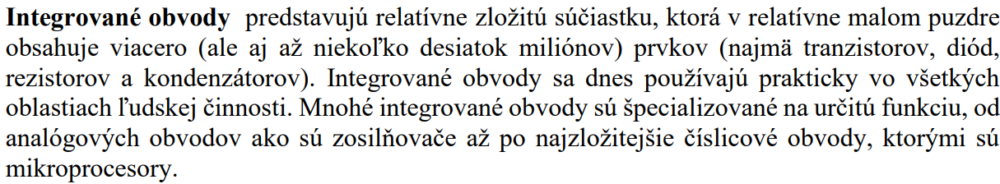 Integrované obvody predstavujú relatívne zložitú súčiastku, ktorá v relatívne malom puzdre
obsahuje viacero (ale aj až niekoľko desiatok miliónov) prvkov (najmä tranzistorov, diód,
rezistorov a kondenzátorov). Integrované obvody sa dnes používajú prakticky vo všetkých
oblastiach ľudskej činnosti. Mnohé integrované obvody sú špecializované na určitú funkciu, od
analógových obvodov ako sú zosilňovače až po najzložitejšie číslicové obvody, ktorými sú
mikroprocesory.